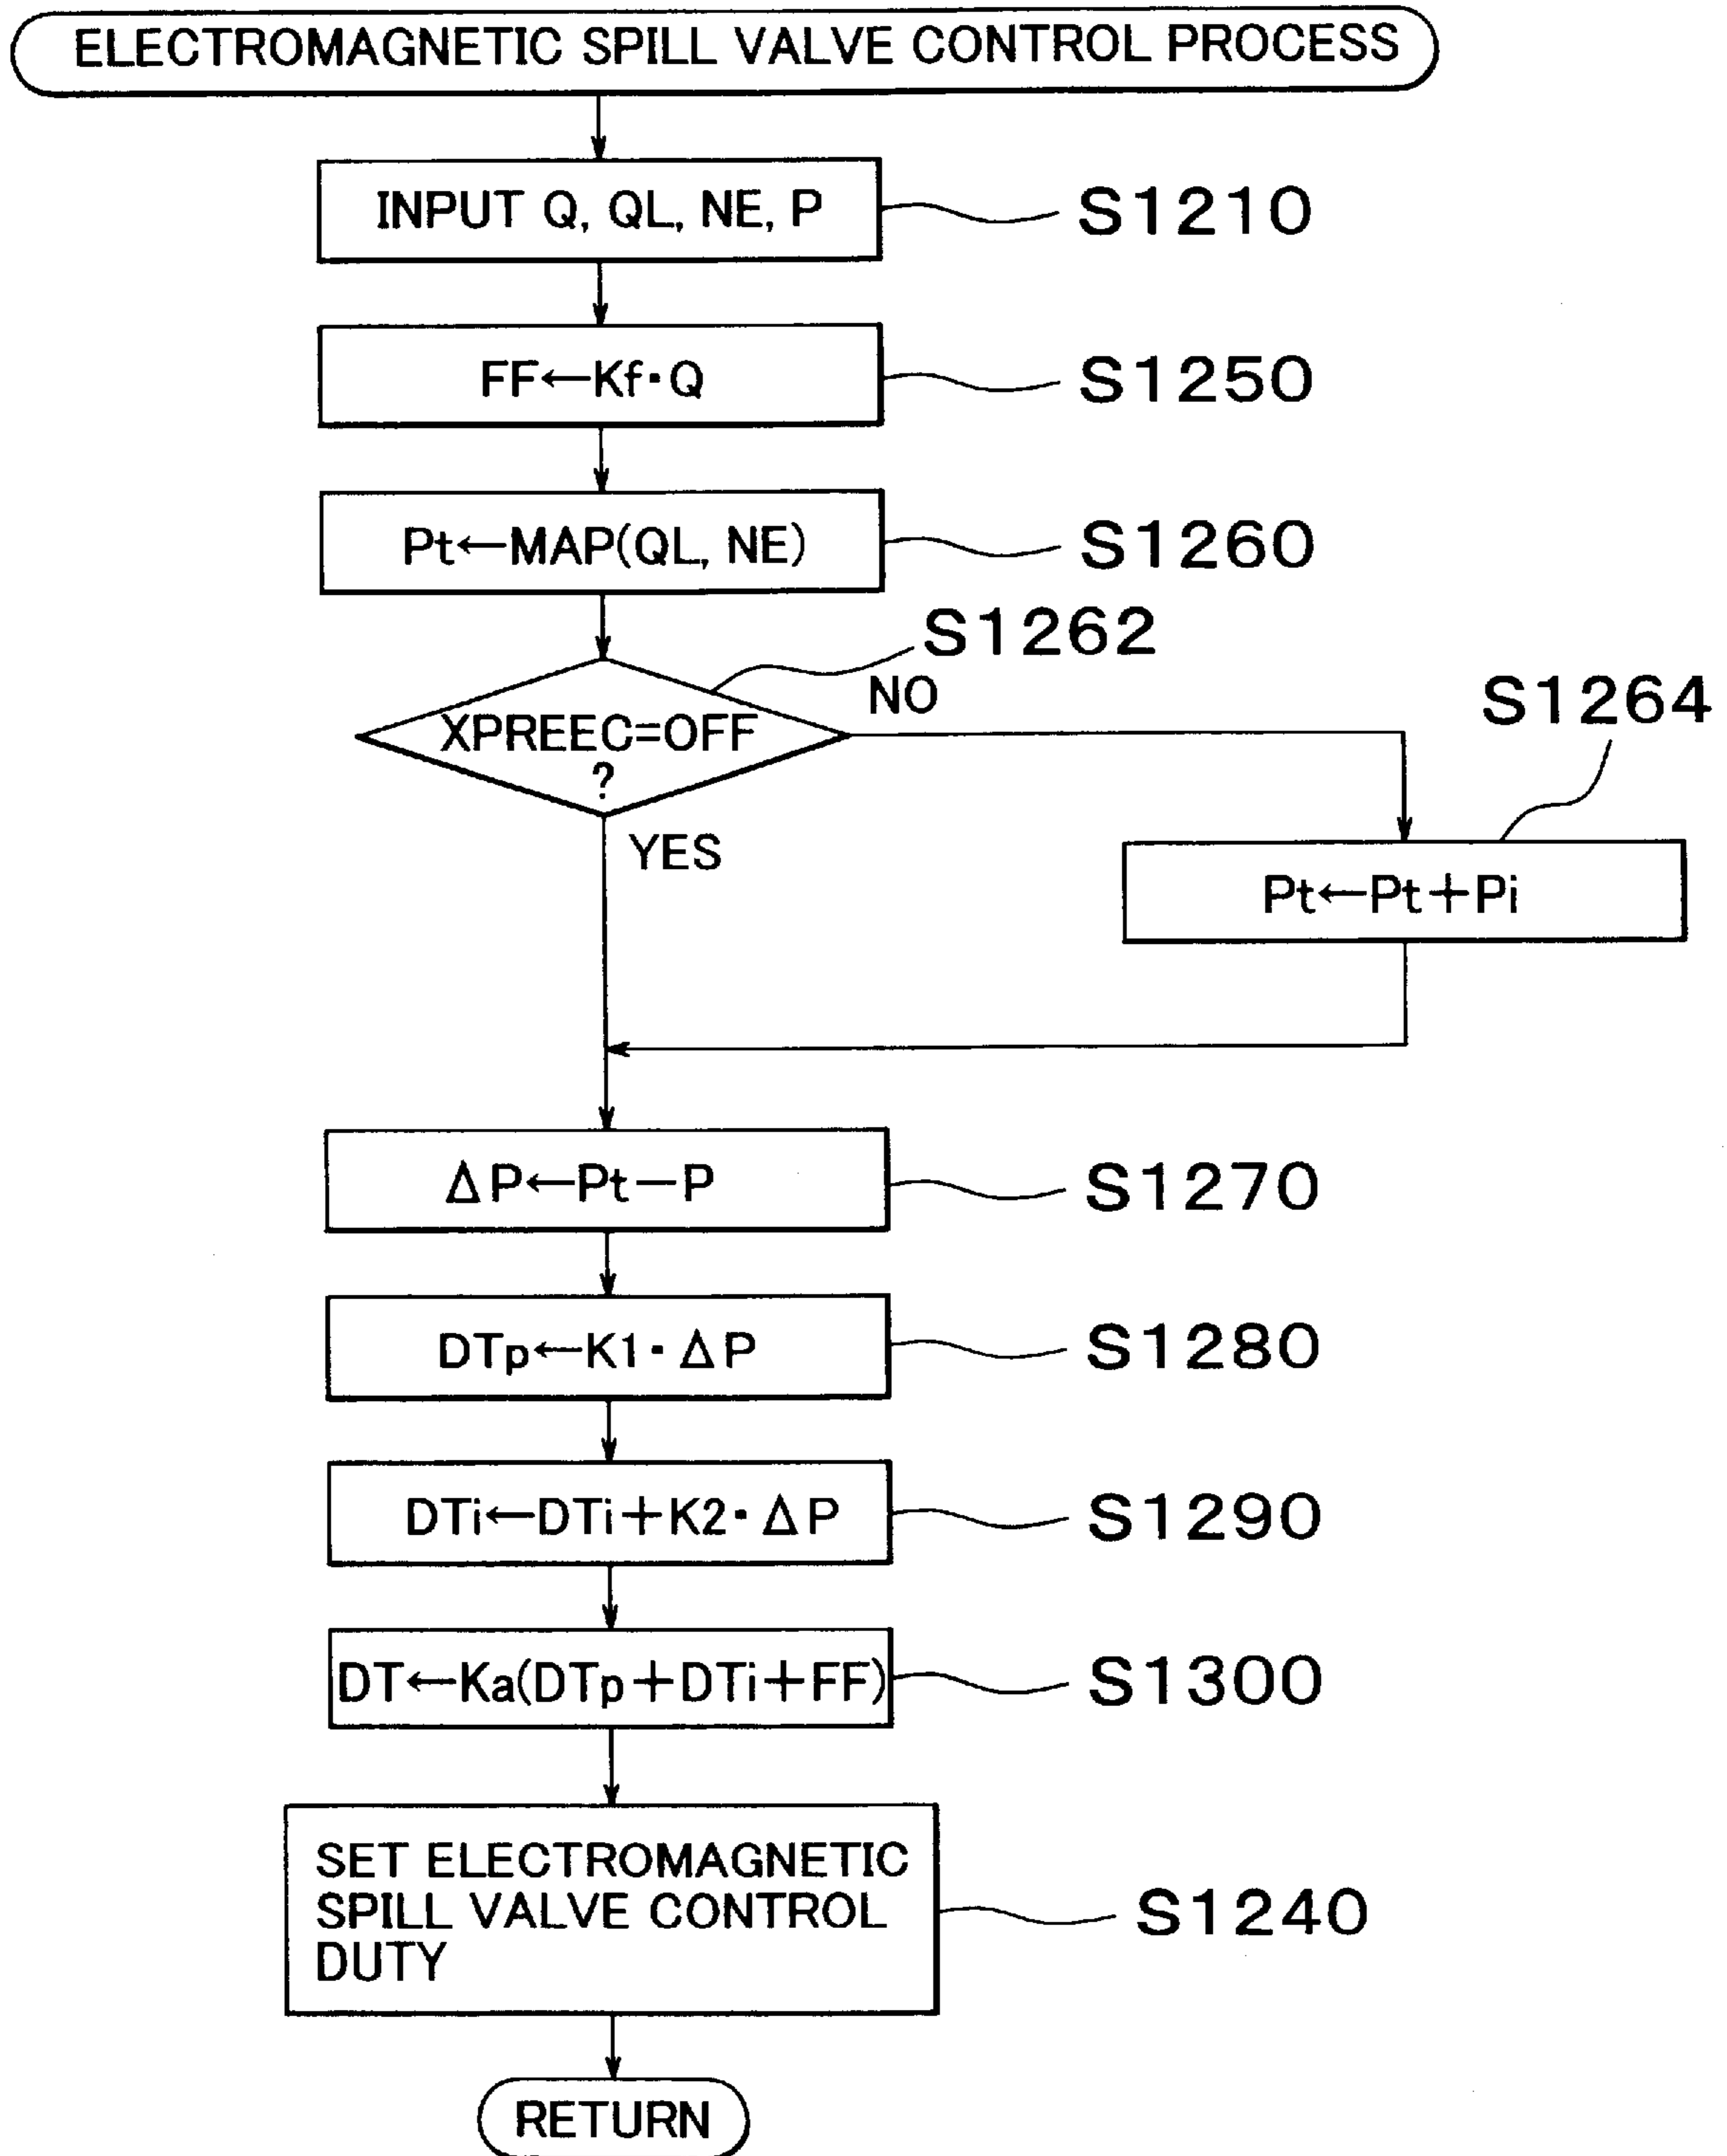 ELECTROMAGNETIC SPILL VALVE CONTROL PROCESS
INPUT Q, QL, NE, P
S1210
FF←Kf・Q
S1250
Pt←MAP(QL, NE)
S1260
S1262
XPREEC=OFF
?
NO
YES
S1264
Pt←Pt+Pi
ΔP←Pt−P
S1270
DTp←K1・ΔP
S1280
DTi←DTi+K2・ΔP
S1290
DT←Ka(DTp+DTi+FF)
S1300
SET ELECTROMAGNETIC
SPILL VALVE CONTROL
DUTY
S1240
RETURN